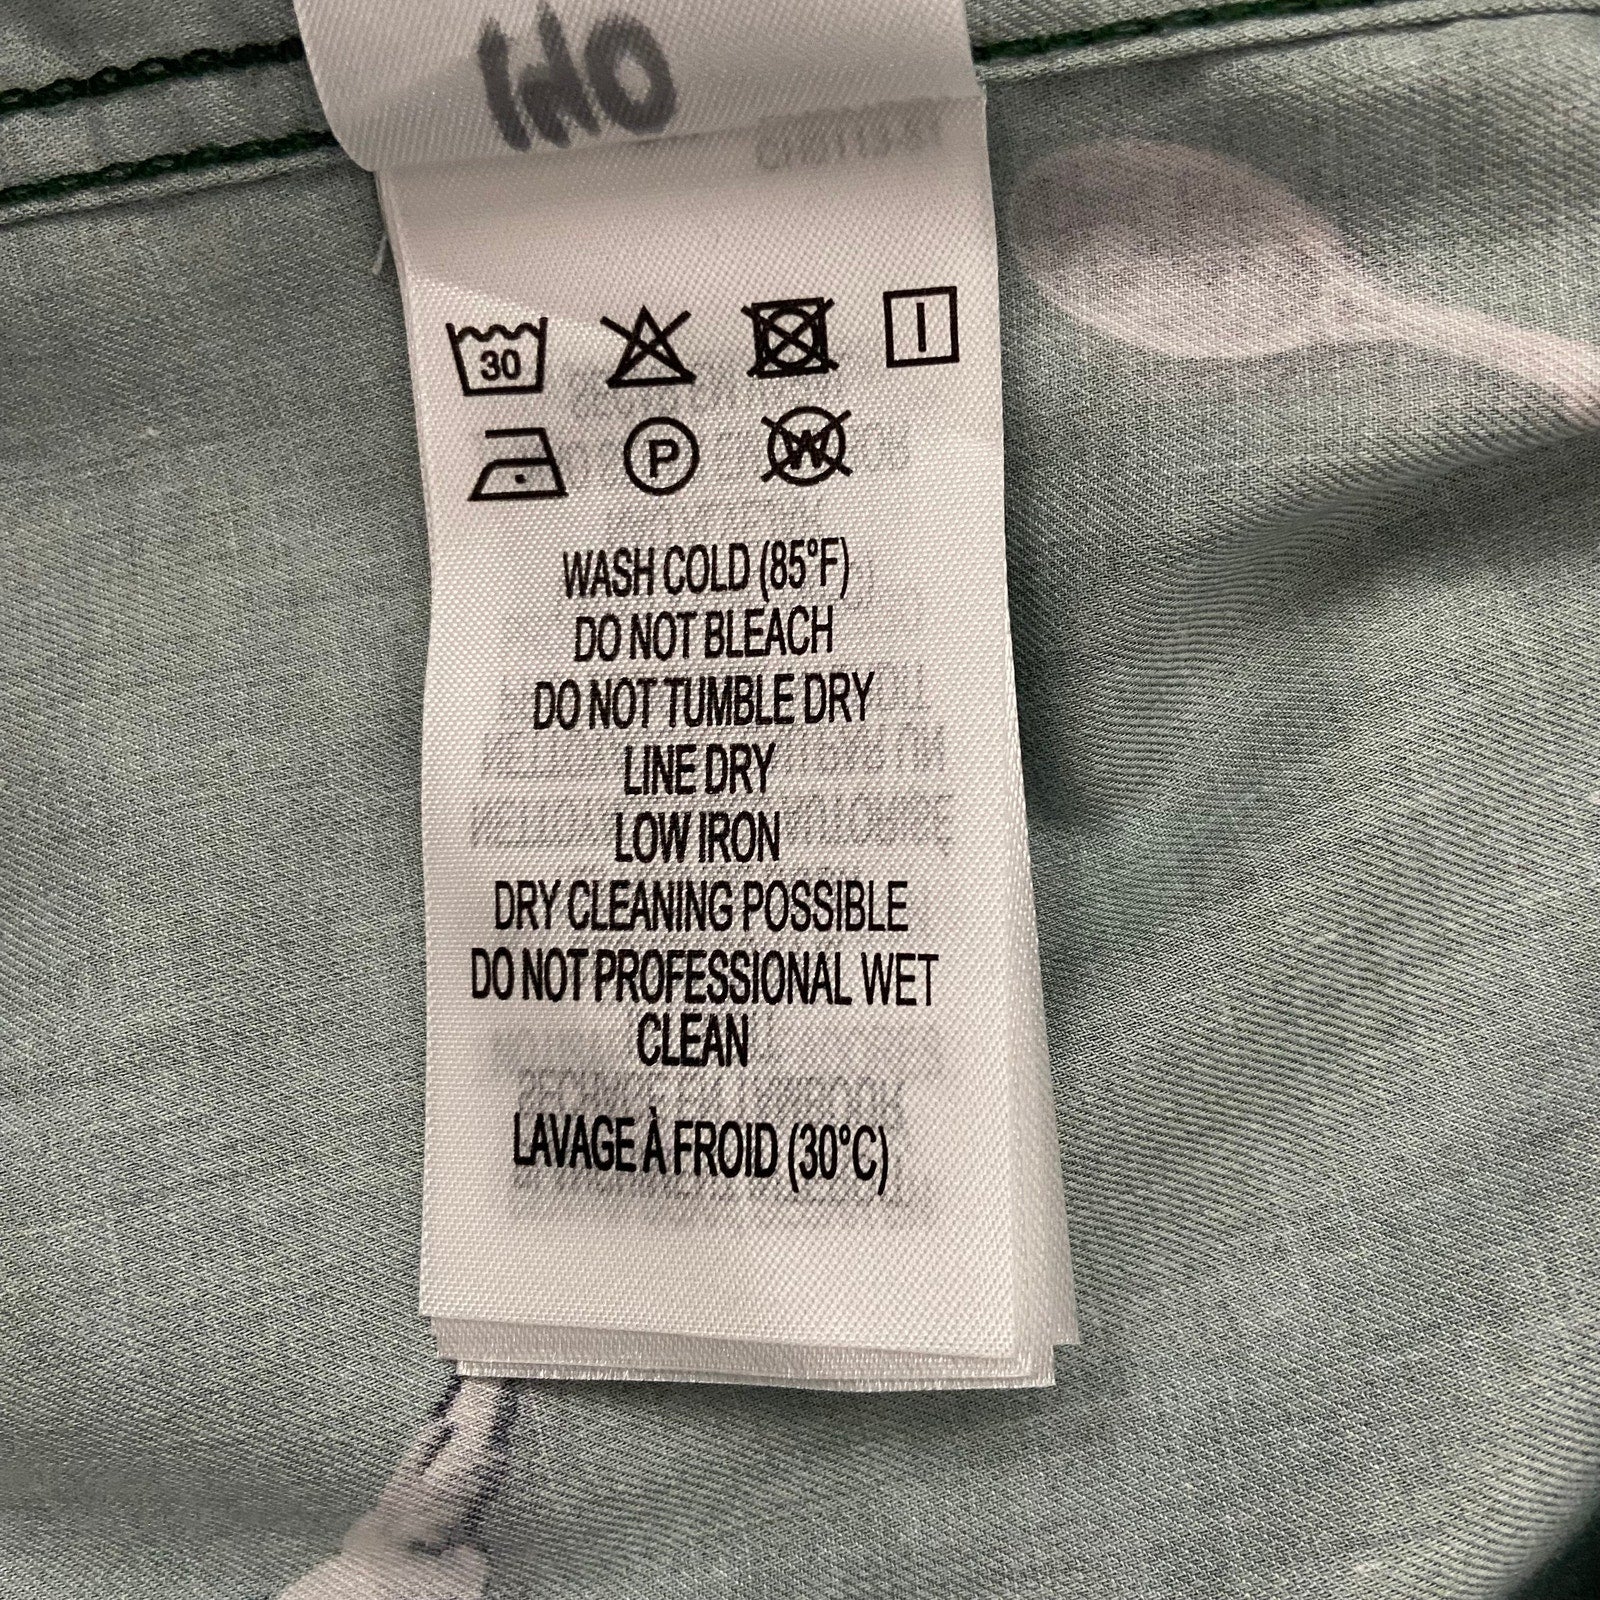 30
P W
WASH COLD (85°F)
DO NOT BLEACH
DO NOT TUMBLE DRY
LINE DRY
LOW IRON
DRY CLEANING POSSIBLE
DO NOT PROFESSIONAL WET
CLEAN
LAVAGE À FROID (30°C)